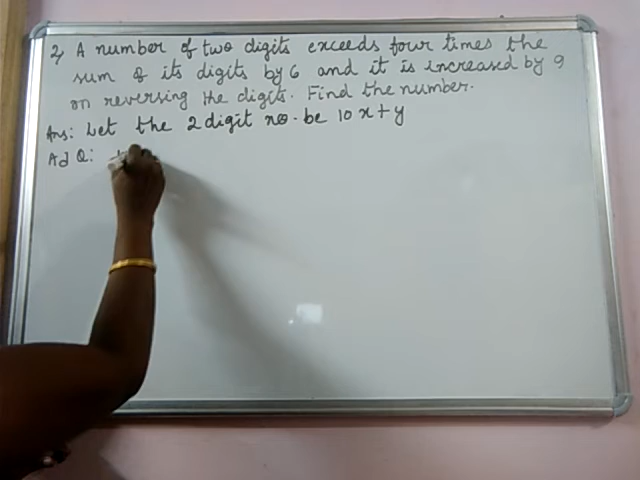 2, A number of two digits exceeds four times the
sum of its digits by 6 and it is increased by 9
on reversing the digits. Find the number.
Ans: Let the 2 digit no. be 10x+y
Ad Q: